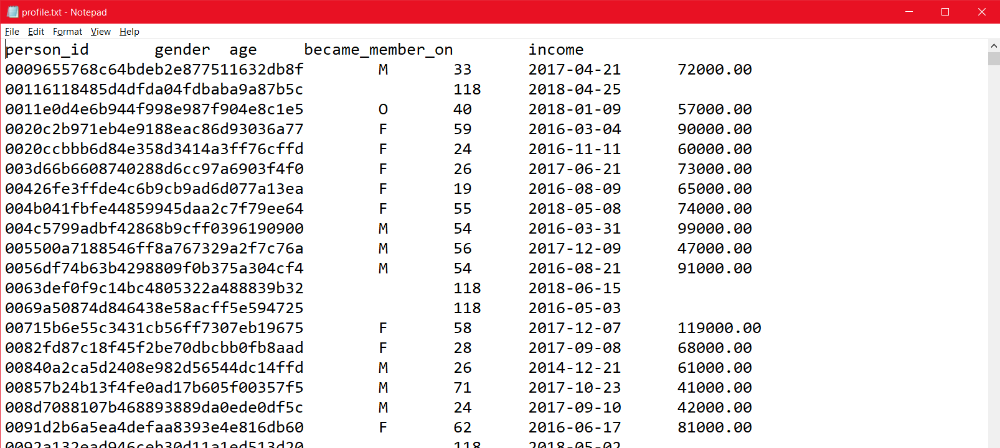 profile.txt - Notepad
File Edit Format View Help
person_id gender age became_member_on income
0009655768c64bdeb2e877511632db8f M 33 2017-04-21 72000.00
00116118485d4dfda04fdbaba9a87b5c 118 2018-04-25
0011e0d4e6b944f998e987f904e8c1e5 O 40 2018-01-09 57000.00
0020c2b971eb4e9188eac86d93036a77 F 59 2016-03-04 90000.00
0020ccbbb6d84e358d3414a3ff76cffd F 24 2016-11-11 60000.00
003d66b6608740288d6cc97a6903f4f0 F 26 2017-06-21 73000.00
00426fe3ffde4c6b9cb9ad6d077a13ea F 19 2016-08-09 65000.00
004b041fbfe44859945daa2c7f79ee64 F 55 2018-05-08 74000.00
004c5799adbf42868b9cff0396190900 M 54 2016-03-31 99000.00
005500a7188546ff8a767329a2f7c76a M 56 2017-12-09 47000.00
0056df74b63b4298809f0b375a304cf4 M 54 2016-08-21 91000.00
0063def0f9c14bc4805322a488839b32 118 2018-06-15
0069a50874d846438e58acff5e594725 118 2016-05-03
00715b6e55c3431cb56ff7307eb19675 F 58 2017-12-07 119000.00
0082fd87c18f45f2be70dbcbb0fb8aad F 28 2017-09-08 68000.00
00840a2ca5d2408e982d56544dc14ffd M 26 2014-12-21 61000.00
00857b24b13f4fe0ad17b605f00357f5 M 71 2017-10-23 41000.00
008d7088107b468893889da0ede0df5c M 24 2017-09-10 42000.00
0091d2b6a5ea4defaa8393e4e816db60 F 62 2016-06-17 81000.00
0092a132ead946ceb30d11a1ed513d20 118 2018-05-02